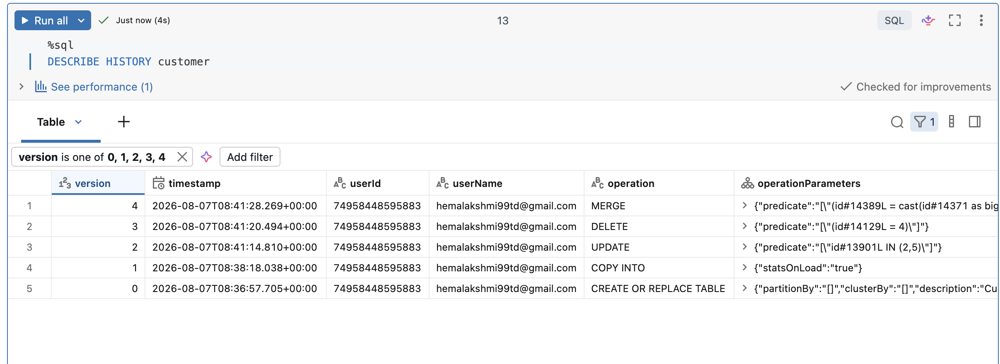 Run all Just now (4s) 13 SQL
%sql
DESCRIBE HISTORY customer
See performance (1) Checked for improvements
Table 1
version is one of 0, 1, 2, 3, 4 Add filter
version timestamp userId userName operation operationParameters
1 4 2026-08-07T08:41:28.269+00:00 74958448595883 hemalakshmi99td@gmail.com MERGE {"predicate":"[\"(id#14389L = cast(id#14371 as big
2 3 2026-08-07T08:41:20.494+00:00 74958448595883 hemalakshmi99td@gmail.com DELETE {"predicate":"[\"(id#14129L = 4)\"]"}
3 2 2026-08-07T08:41:14.810+00:00 74958448595883 hemalakshmi99td@gmail.com UPDATE {"predicate":"[\"id#13901L IN (2,5)\"]"}
4 1 2026-08-07T08:38:18.038+00:00 74958448595883 hemalakshmi99td@gmail.com COPY INTO {"statsOnLoad":"true"}
5 0 2026-08-07T08:36:57.705+00:00 74958448595883 hemalakshmi99td@gmail.com CREATE OR REPLACE TABLE {"partitionBy":"[]","clusterBy":"[]","description":"Cu